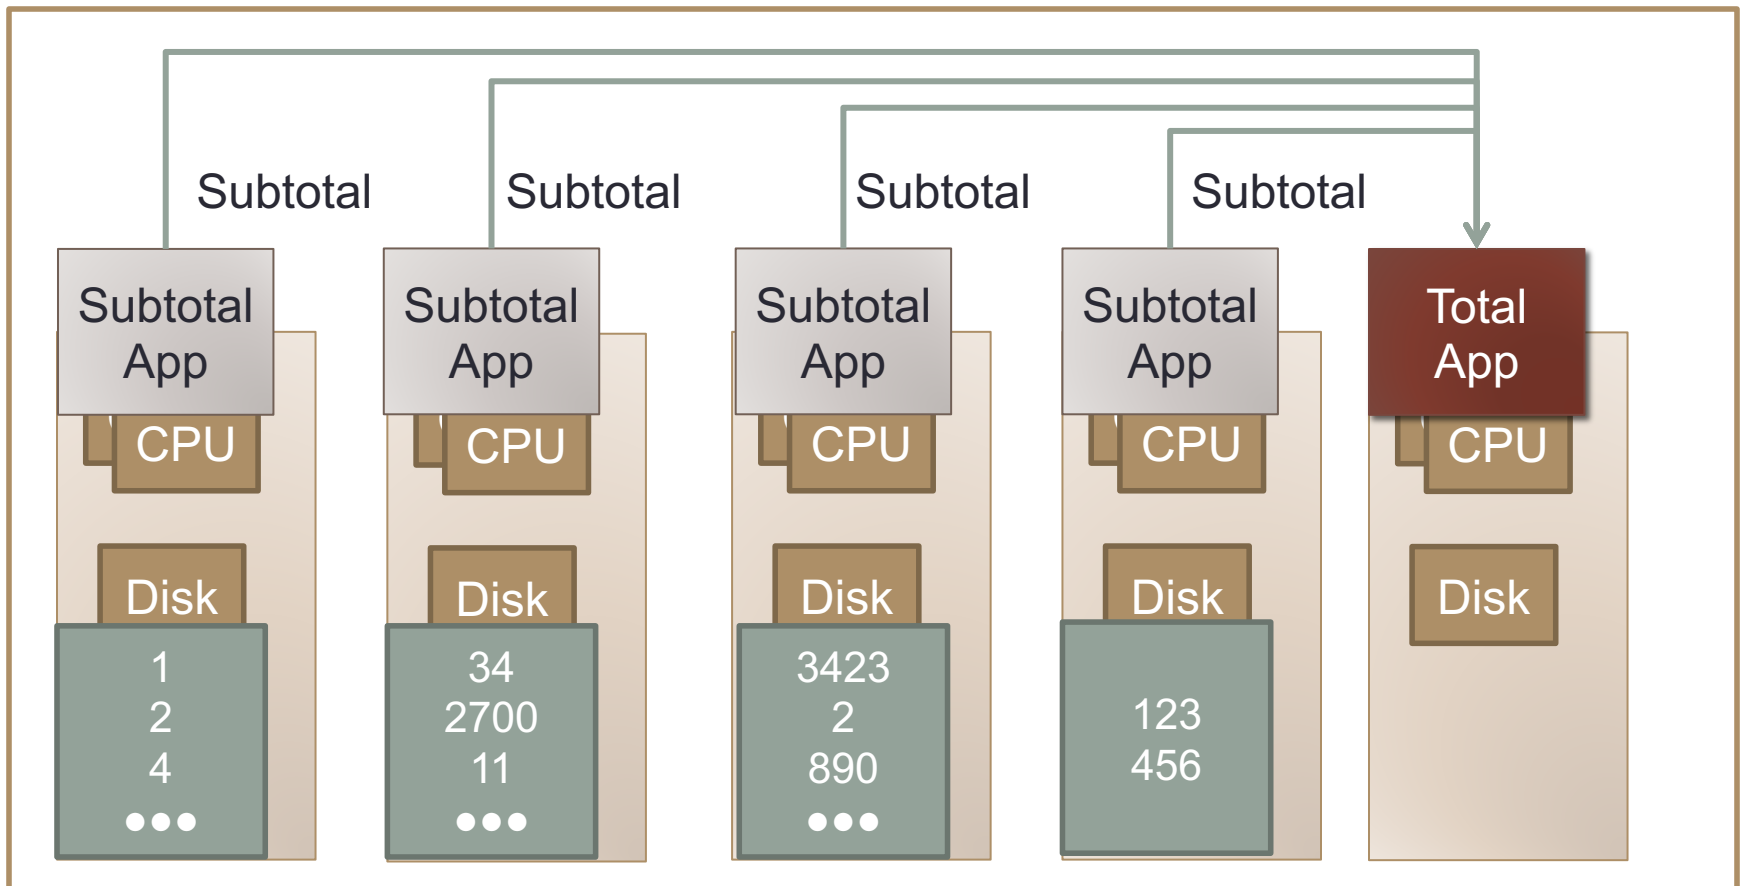 Subtotal
Subtotal
Subtotal
Subtotal
Subtotal
App
Subtotal
App
Subtotal
App
Subtotal
App
Total
App
CPU
CPU
CPU
CPU
CPU
Disk
Disk
Disk
Disk
Disk
1
2
4
●●●
34
2700
11
●●●
3423
2
890
●●●
123
456